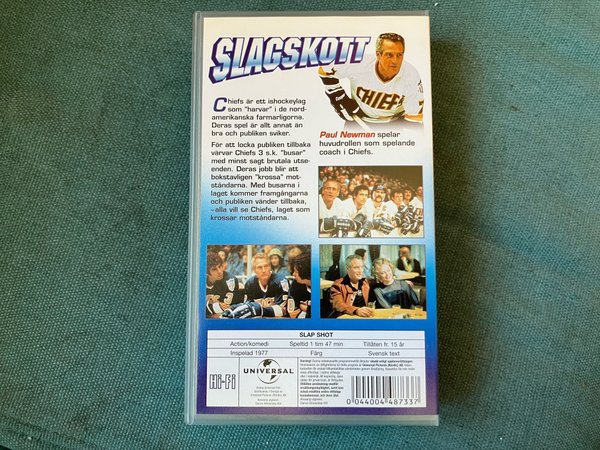 SLAGSKOTT
CHIEFS
Chiefs är ett ishockeylag
som "harvar" i de nord-
amerikanska farmarligorna.
Deras spel är allt annat än
bra och publiken sviker.
För att locka publiken tillbaka
värvar Chiefs 3 s.k. "busar"
med minst sagt brutala utse-
enden. Deras jobb blir att
bokstavligen "krossa" mot-
ståndarna. Med busarna i
laget kommer framgångarna
och publiken vänder tillbaka,
-alla vill se Chiefs, laget som
krossar motståndarna.
Paul Newman spelar
huvudrollen som spelande
coach i Chiefs.
SLAP SHOT
Action/komedi Speltid 1 tim 47 min Tillåten fr. 15 år
Inspelad 1977 Färg Svensk text
Hi-Fi
UNIVERSAL
0 044004 487337